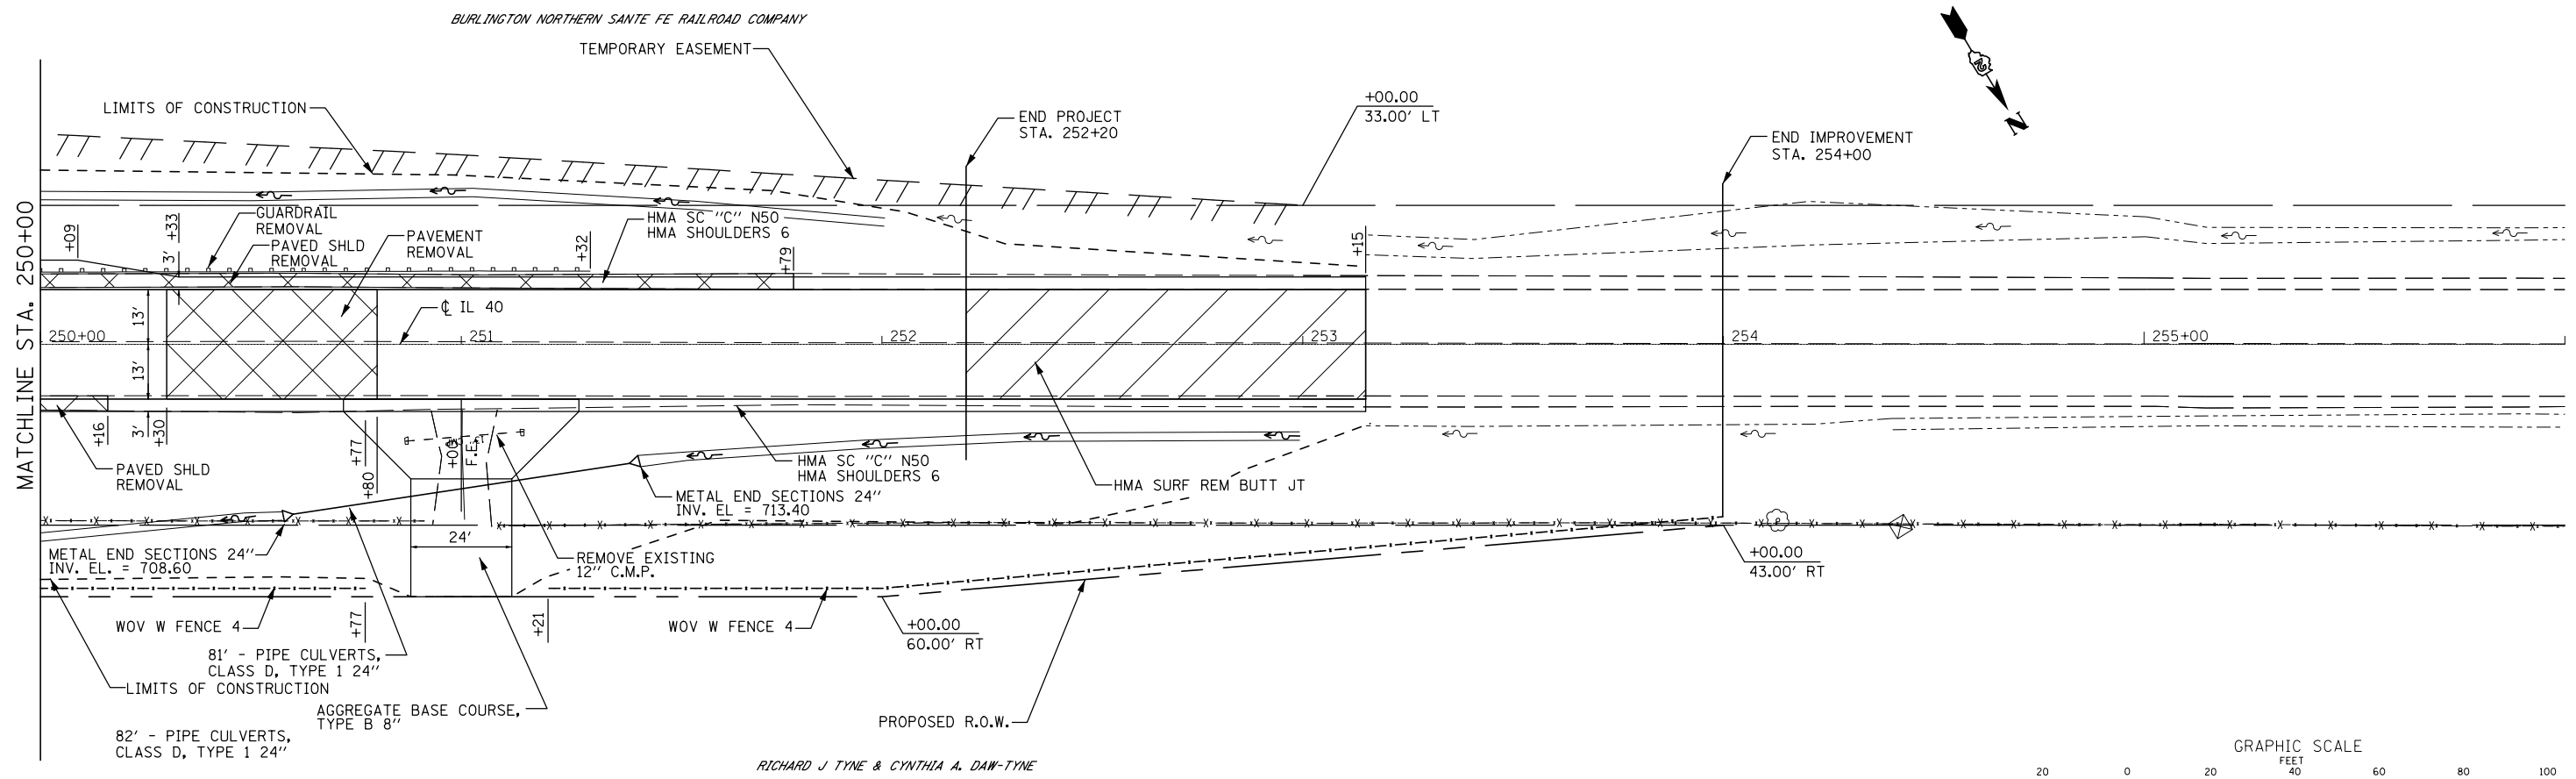 BURLINGTON NORTHERN SANTE FE RAILROAD COMPANY
TEMPORARY EASEMENT
LIMITS OF CONSTRUCTION
END PROJECT
STA. 252+20
+00.00
33.00' LT
END IMPROVEMENT
STA. 254+00
N
MATCHLINE STA. 250+00
+09
3'
+33
GUARDRAIL
REMOVAL
PAVED SHLD
REMOVAL
PAVEMENT
REMOVAL
+32
HMA SC "C" N50
HMA SHOULDERS 6
+79
+15
13'
13'
℄ IL 40
250+00
251
252
253
254
255+00
+16
3'
+30
+77
+80
+00
F.E.
PAVED SHLD
REMOVAL
HMA SC "C" N50
HMA SHOULDERS 6
HMA SURF REM BUTT JT
METAL END SECTIONS 24"
INV. EL = 713.40
METAL END SECTIONS 24"
INV. EL. = 708.60
24'
REMOVE EXISTING
12" C.M.P.
+00.00
43.00' RT
P
WOV W FENCE 4
+77
+21
WOV W FENCE 4
+00.00
60.00' RT
81' - PIPE CULVERTS,
CLASS D, TYPE 1 24"
LIMITS OF CONSTRUCTION
AGGREGATE BASE COURSE,
TYPE B 8"
PROPOSED R.O.W.
82' - PIPE CULVERTS,
CLASS D, TYPE 1 24"
RICHARD J TYNE & CYNTHIA A. DAW-TYNE
GRAPHIC SCALE
FEET
20 0 20 40 60 80 100